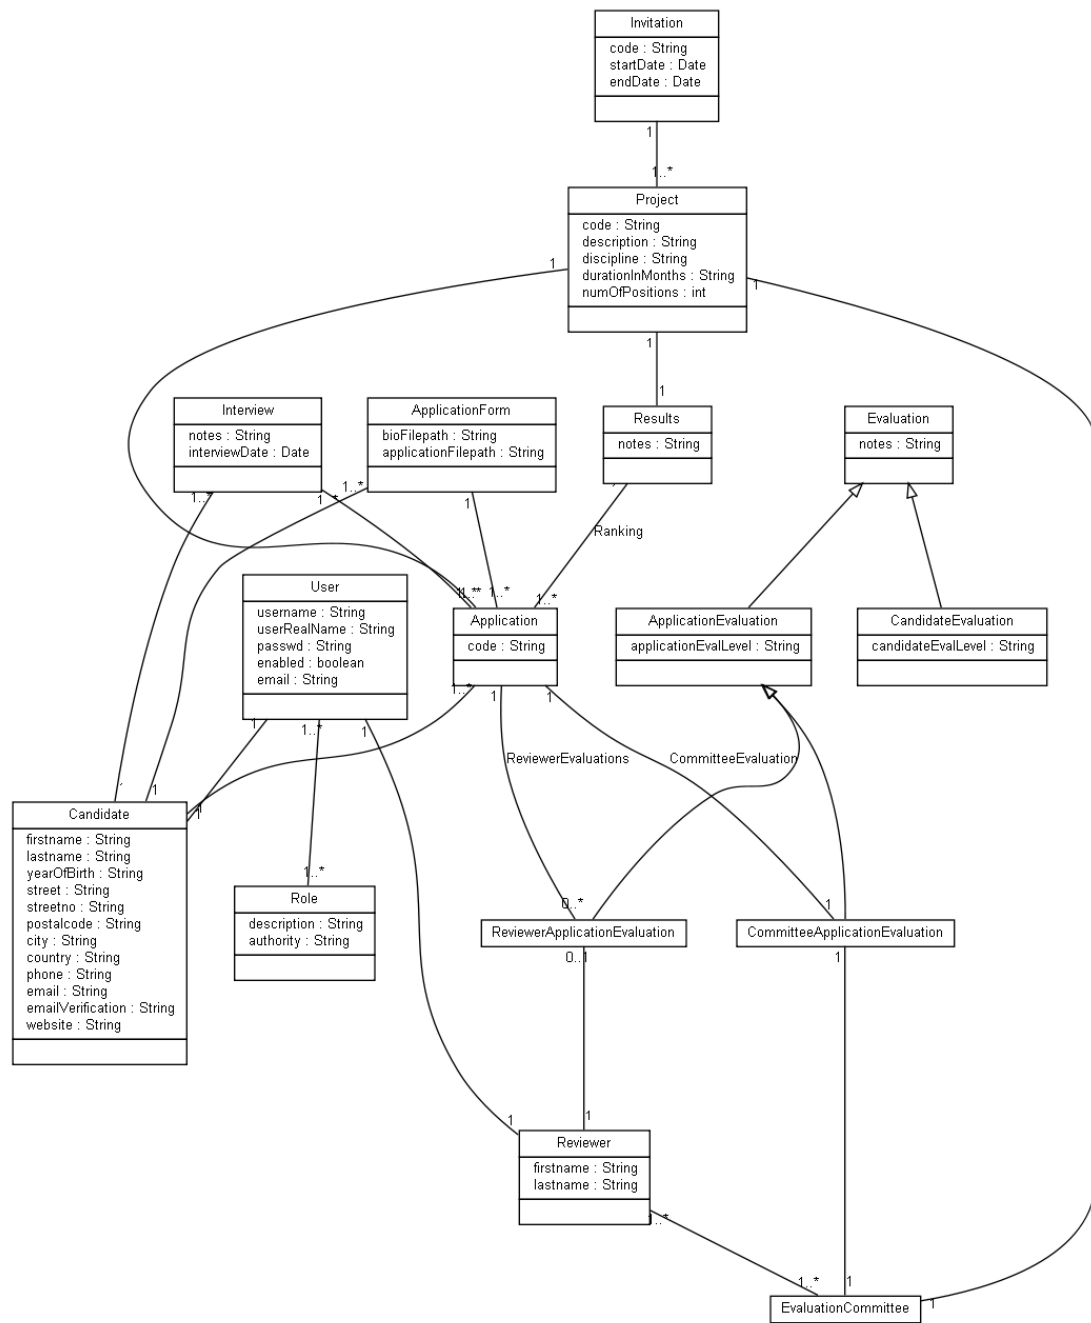 Invitation
code : String
startDate : Date
endDate : Date
1
1..*
Project
code : String
description : String
discipline : String
durationInMonths : String
numOfPositions : int
1
1
1
1
Interview
notes : String
interviewDate : Date
ApplicationForm
bioFilepath : String
applicationFilepath : String
Results
notes : String
Evaluation
notes : String
1..*
1..*
1
Ranking
1..*
1..*
User
username : String
userRealName : String
passwd : String
enabled : boolean
email : String
Application
code : String
ApplicationEvaluation
applicationEvalLevel : String
CandidateEvaluation
candidateEvalLevel : String
1..*
1
1..*
1
1
1
ReviewerEvaluations
CommitteeEvaluation
1
1
Candidate
firstname : String
lastname : String
yearOfBirth : String
street : String
streetno : String
postalcode : String
city : String
country : String
phone : String
email : String
emailVerification : String
website : String
1..*
Role
description : String
authority : String
0..*
1
ReviewerApplicationEvaluation
CommitteeApplicationEvaluation
0..1
1
1
1
Reviewer
firstname : String
lastname : String
1..*
1..*
1
1
EvaluationCommittee